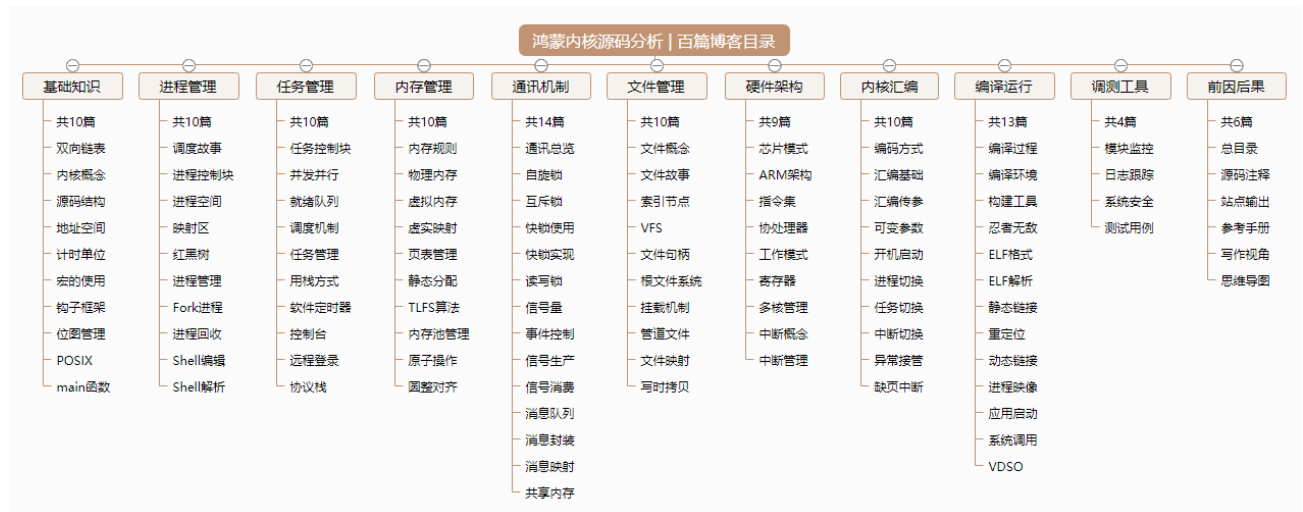 鸿蒙内核源码分析 | 百篇博客目录
基础知识
共10篇
双向链表
内核概念
源码结构
地址空间
计时单位
宏的使用
钩子框架
位图管理
POSIX
main函数
进程管理
共10篇
调度故事
进程控制块
进程空间
映射区
红黑树
进程管理
Fork进程
进程回收
Shell编辑
Shell解析
任务管理
共10篇
任务控制块
并发并行
就绪队列
调度机制
任务管理
用栈方式
软件定时器
控制台
远程登录
协议栈
内存管理
共10篇
内存规则
物理内存
虚拟内存
虚实映射
页表管理
静态分配
TLFS算法
内存池管理
原子操作
圆整对齐
通讯机制
共14篇
通讯总览
自旋锁
互斥锁
快锁使用
快锁实现
读写锁
信号量
事件控制
信号生产
信号消费
消息队列
消息封装
消息映射
共享内存
文件管理
共10篇
文件概念
文件故事
索引节点
VFS
文件句柄
根文件系统
挂载机制
管道文件
文件映射
写时拷贝
硬件架构
共9篇
芯片模式
ARM架构
指令集
协处理器
工作模式
寄存器
多核管理
中断概念
中断管理
内核汇编
共10篇
编码方式
汇编基础
汇编传参
可变参数
开机启动
进程切换
任务切换
中断切换
异常接管
缺页中断
编译运行
共13篇
编译过程
编译环境
构建工具
忍者无敌
ELF格式
ELF解析
静态链接
重定位
动态链接
进程映像
应用启动
系统调用
VDSO
调测工具
共4篇
模块监控
日志跟踪
系统安全
测试用例
前因后果
共6篇
总目录
源码注释
站点输出
参考手册
写作视角
思维导图